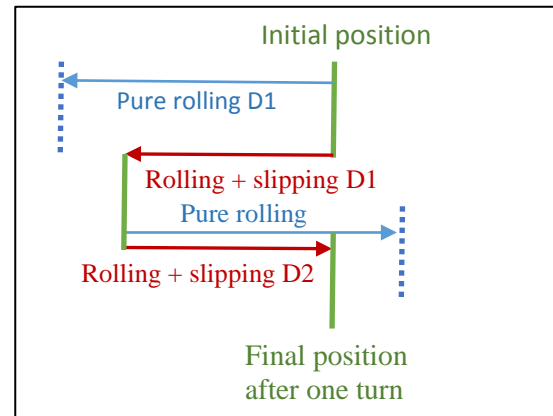 Initial position
Pure rolling D1
Rolling + slipping D1
Pure rolling
Rolling + slipping D2
Final position
after one turn